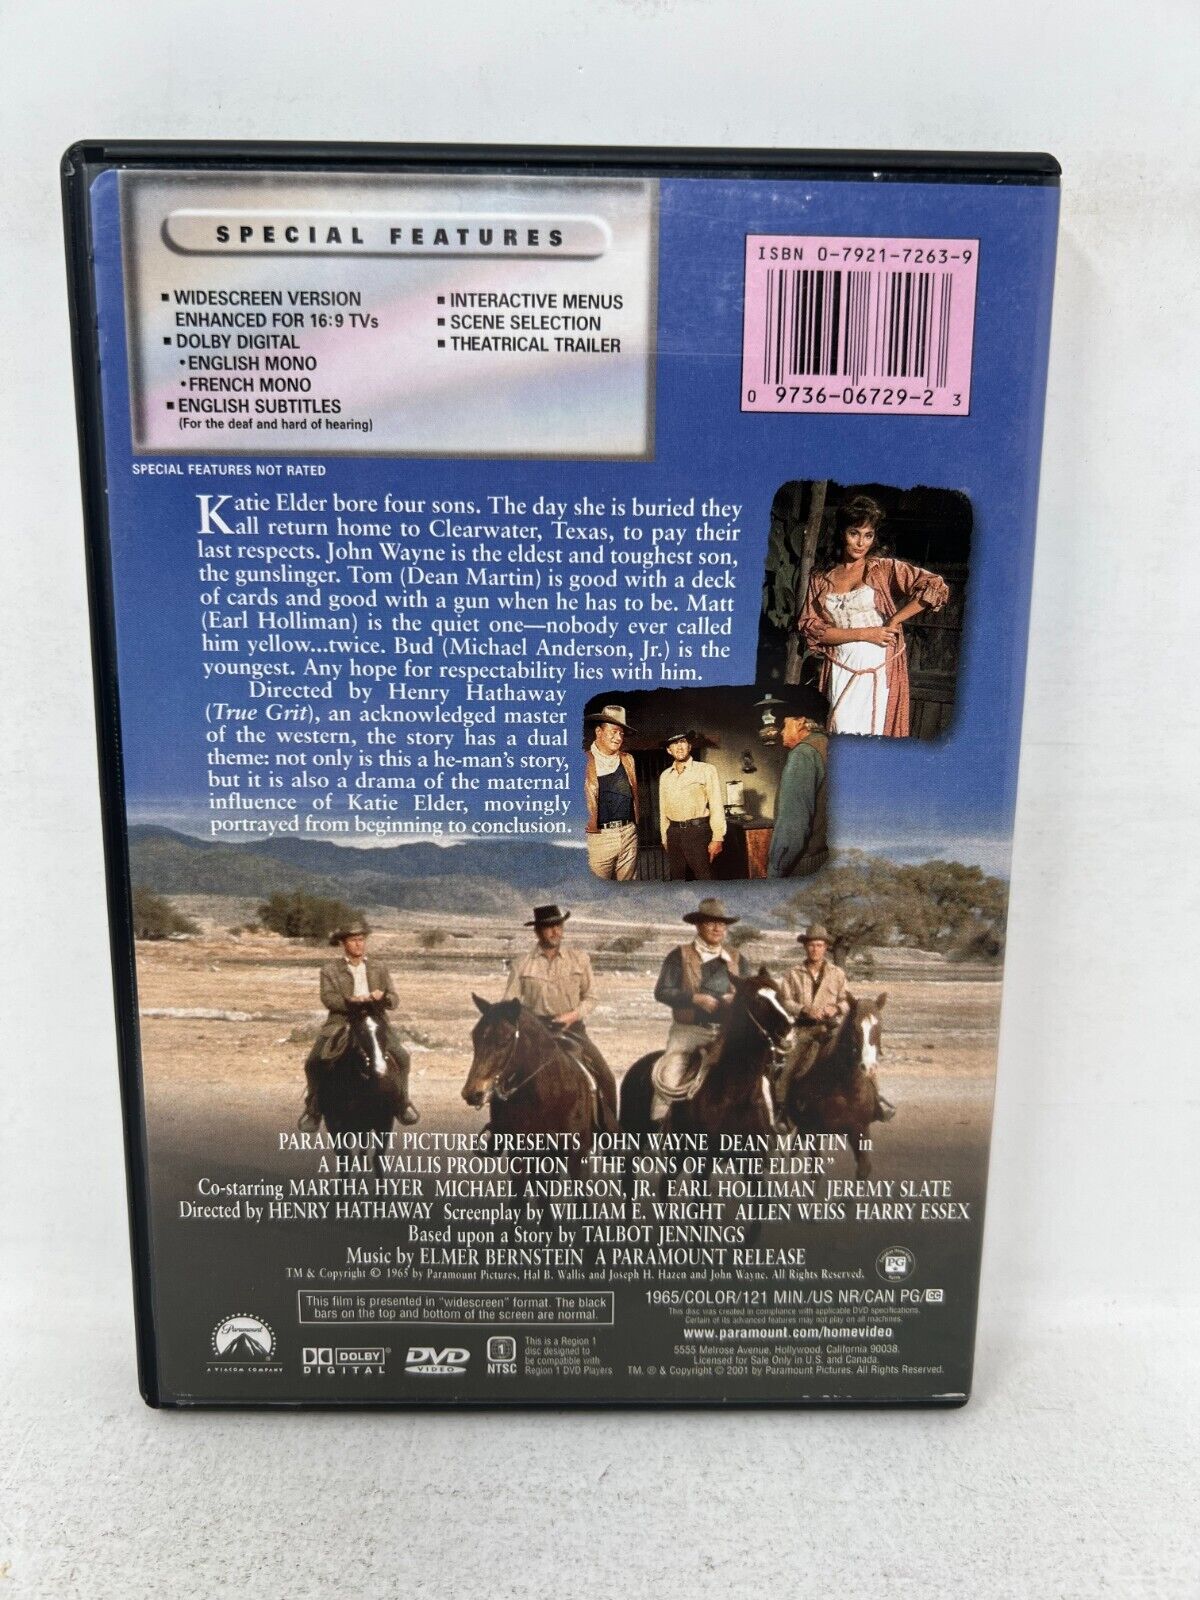 SPECIAL FEATURES
▪ WIDESCREEN VERSION
ENHANCED FOR 16:9 TVs
▪ DOLBY DIGITAL
• ENGLISH MONO
• FRENCH MONO
▪ ENGLISH SUBTITLES
(For the deaf and hard of hearing)
▪ INTERACTIVE MENUS
▪ SCENE SELECTION
▪ THEATRICAL TRAILER
SPECIAL FEATURES NOT RATED
ISBN 0-7921-7263-9
0 9736-06729-2 3
Katie Elder bore four sons. The day she is buried they
all return home to Clearwater, Texas, to pay their
last respects. John Wayne is the eldest and toughest son,
the gunslinger. Tom (Dean Martin) is good with a deck
of cards and good with a gun when he has to be. Matt
(Earl Holliman) is the quiet one—nobody ever called
him yellow...twice. Bud (Michael Anderson, Jr.) is the
youngest. Any hope for respectability lies with him.
Directed by Henry Hathaway
(True Grit), an acknowledged master
of the western, the story has a dual
theme: not only is this a he-man's story,
but it is also a drama of the maternal
influence of Katie Elder, movingly
portrayed from beginning to conclusion.
PARAMOUNT PICTURES PRESENTS JOHN WAYNE DEAN MARTIN in
A HAL WALLIS PRODUCTION "THE SONS OF KATIE ELDER"
Co-starring MARTHA HYER MICHAEL ANDERSON, JR. EARL HOLLIMAN JEREMY SLATE
Directed by HENRY HATHAWAY Screenplay by WILLIAM E. WRIGHT ALLEN WEISS HARRY ESSEX
Based upon a Story by TALBOT JENNINGS
Music by ELMER BERNSTEIN A PARAMOUNT RELEASE
TM & Copyright © 1965 by Paramount Pictures, Hal B. Wallis and Joseph H. Hazen and John Wayne. All Rights Reserved.
PG
This film is presented in "widescreen" format. The black
bars on the top and bottom of the screen are normal.
1965/COLOR/121 MIN./US NR/CAN PG/CC
This disc was created in compliance with applicable DVD specifications.
Certain of its advanced features may not play on all machines.
www.paramount.com/homevideo
5555 Melrose Avenue, Hollywood, California 90038.
Licensed for Sale Only in U.S. and Canada.
TM, ® & Copyright © 2001 by Paramount Pictures. All Rights Reserved.
Paramount
A VIACOM COMPANY
DOLBY
DIGITAL
DVD
VIDEO
1
NTSC
This is a Region 1
disc designed to
be compatible with
Region 1 DVD Players